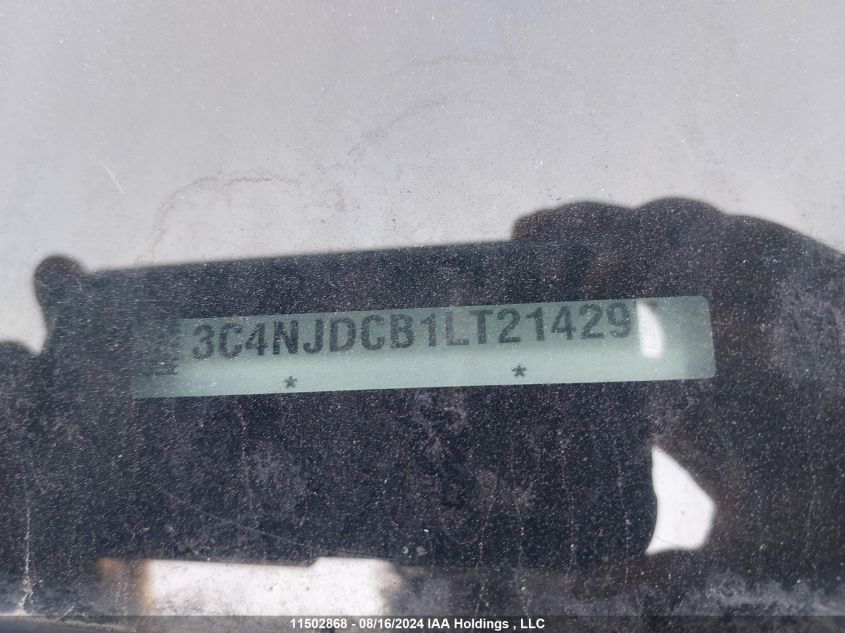 3C4NJDCB1LT21429
* *
11502868 - 08/16/2024 IAA Holdings , LLC